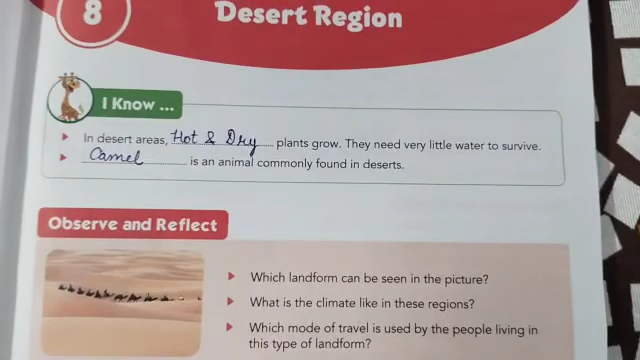 8
Desert Region
I Know ...
In desert areas, Hot & Dry plants grow. They need very little water to survive.
Camel is an animal commonly found in deserts.
Observe and Reflect
Which landform can be seen in the picture?
What is the climate like in these regions?
Which mode of travel is used by the people living in
this type of landform?